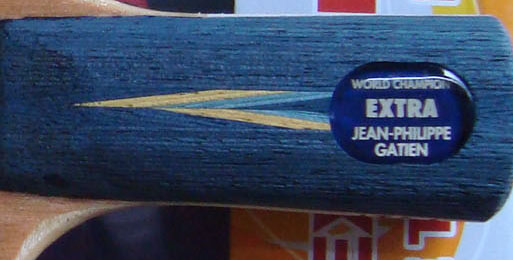 WORLD CHAMPION
EXTRA
JEAN-PHILIPPE
GATIEN